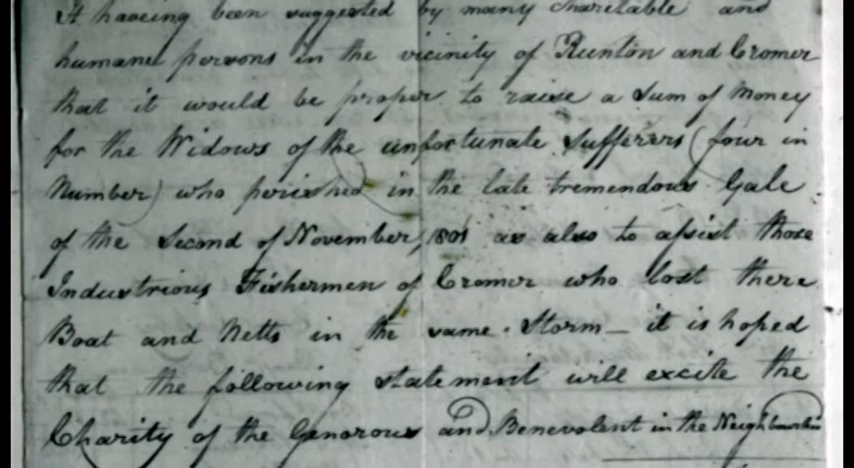 It haveing been suggested by many charitable and
humane persons in the vicinity of Runton and Cromer
that it would be proper to raise a Sum of Money
for the Widows of the unfortunate Sufferers (four in
Number) who perished in the late tremendous Gale
of the Second of November, 1801 as also to assist those
Industrious Fishermen of Cromer who lost there
Boat and Netts in the same Storm — it is hoped
that the following statement will excite the
Charity of the Generous and Benevolent in the